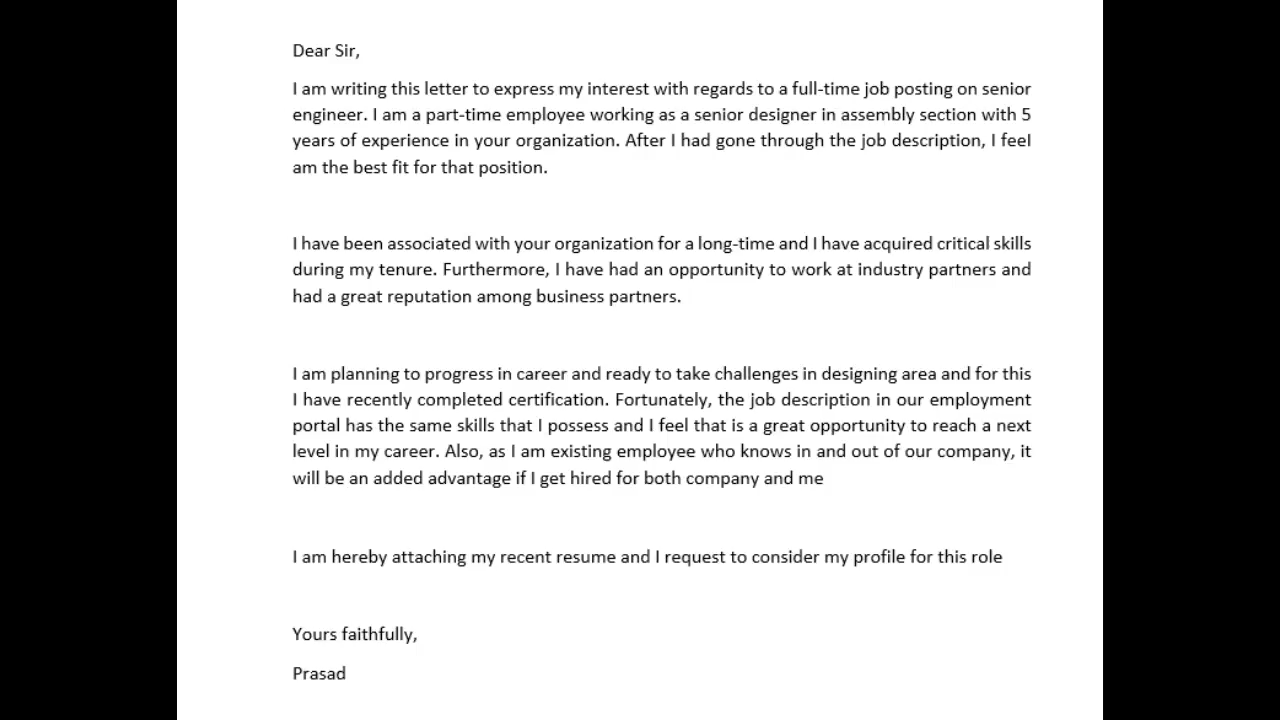 Dear Sir,
I am writing this letter to express my interest with regards to a full-time job posting on senior
engineer. I am a part-time employee working as a senior designer in assembly section with 5
years of experience in your organization. After I had gone through the job description, I feel
am the best fit for that position.
I have been associated with your organization for a long-time and I have acquired critical skills
during my tenure. Furthermore, I have had an opportunity to work at industry partners and
had a great reputation among business partners.
I am planning to progress in career and ready to take challenges in designing area and for this
I have recently completed certification. Fortunately, the job description in our employment
portal has the same skills that I possess and I feel that is a great opportunity to reach a next
level in my career. Also, as I am existing employee who knows in and out of our company, it
will be an added advantage if I get hired for both company and me
I am hereby attaching my recent resume and I request to consider my profile for this role
Yours faithfully,
Prasad